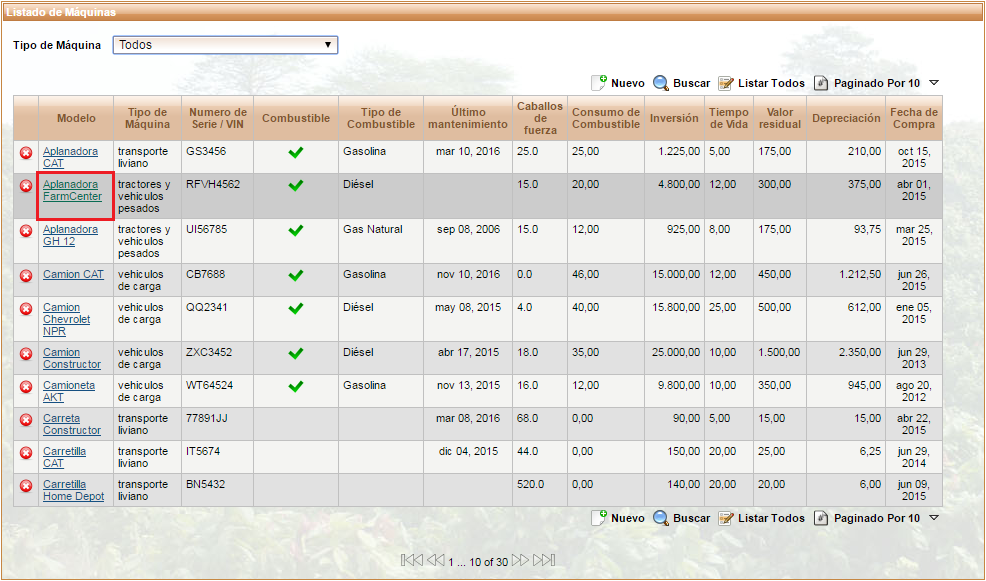 Listado de Máquinas
Tipo de Máquina Todos
Nuevo Buscar Listar Todos Paginado Por 10
Modelo Tipo de Máquina Numero de Serie / VIN Combustible Tipo de Combustible Último mantenimiento Caballos de fuerza Consumo de Combustible Inversión Tiempo de Vida Valor residual Depreciación Fecha de Compra
Aplanadora CAT transporte liviano GS3456 Gasolina mar 10, 2016 25.0 25,00 1.225,00 5,00 175,00 210,00 oct 15, 2015
Aplanadora FarmCenter tractores y vehículos pesados RFVH4562 Diésel 15.0 20,00 4.800,00 12,00 300,00 375,00 abr 01, 2015
Aplanadora GH 12 tractores y vehículos pesados UI56785 Gas Natural sep 08, 2006 15.0 12,00 925,00 8,00 175,00 93,75 mar 25, 2015
Camion CAT vehiculos de carga CB7688 Gasolina nov 10, 2016 0.0 46,00 15.000,00 12,00 450,00 1.212,50 jun 26, 2015
Camion Chevrolet NPR vehiculos de carga QQ2341 Diésel may 08, 2015 4.0 40,00 15.800,00 25,00 500,00 612,00 ene 05, 2015
Camion Constructor vehiculos de carga ZXC3452 Diésel abr 17, 2015 18.0 35,00 25.000,00 10,00 1.500,00 2.350,00 jun 29, 2013
Camioneta AKT vehiculos de carga WT64524 Gasolina nov 13, 2015 16.0 12,00 9.800,00 10,00 350,00 945,00 ago 20, 2012
Carreta Constructor transporte liviano 77891JJ mar 08, 2016 68.0 0,00 90,00 5,00 15,00 15,00 abr 22, 2015
Carretilla CAT transporte liviano IT5674 dic 04, 2015 44.0 0,00 150,00 20,00 25,00 6,25 jun 29, 2014
Carretilla Home Depot transporte liviano BN5432 520.0 0,00 140,00 20,00 20,00 6,00 jun 09, 2015
Nuevo Buscar Listar Todos Paginado Por 10
1 ... 10 of 30